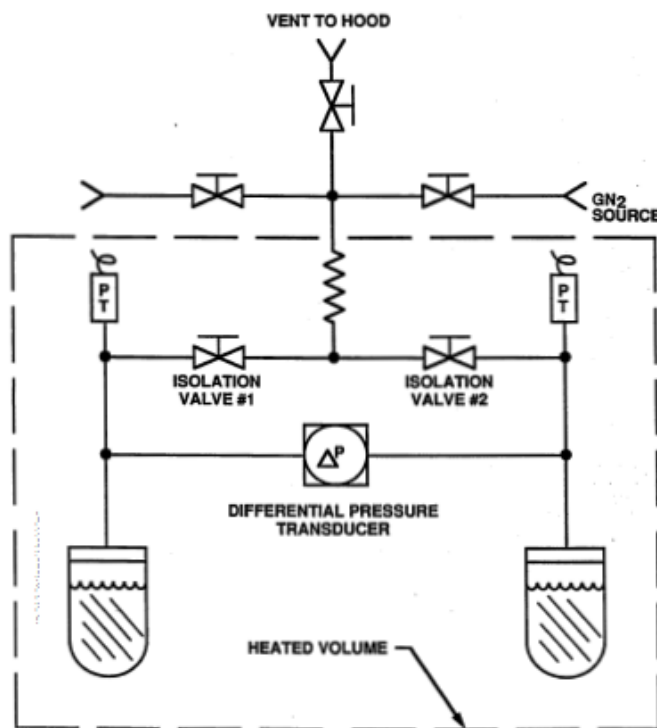 VENT TO HOOD
GN2
SOURCE
P
T
P
T
ISOLATION
VALVE #1
ISOLATION
VALVE #2
ΔP
DIFFERENTIAL PRESSURE
TRANSDUCER
HEATED VOLUME